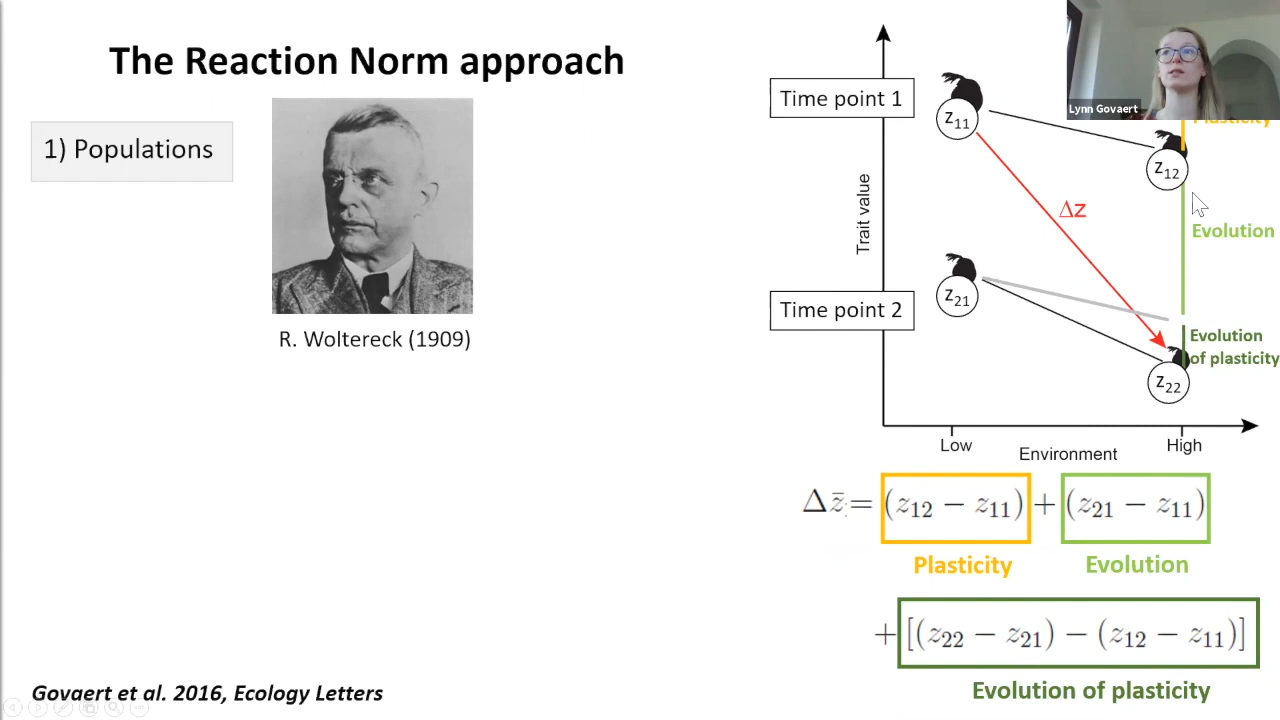 The Reaction Norm approach
1) Populations
R. Woltereck (1909)
Govaert et al. 2016, Ecology Letters
Lynn Govaert
Time point 1
Time point 2
Trait value
z11
z12
z21
z22
Δz
Plasticity
Evolution
Evolution
of plasticity
Low
High
Environment
Δz̄ = (z12 − z11) + (z21 − z11)
Plasticity
Evolution
+ [(z22 − z21) − (z12 − z11)]
Evolution of plasticity